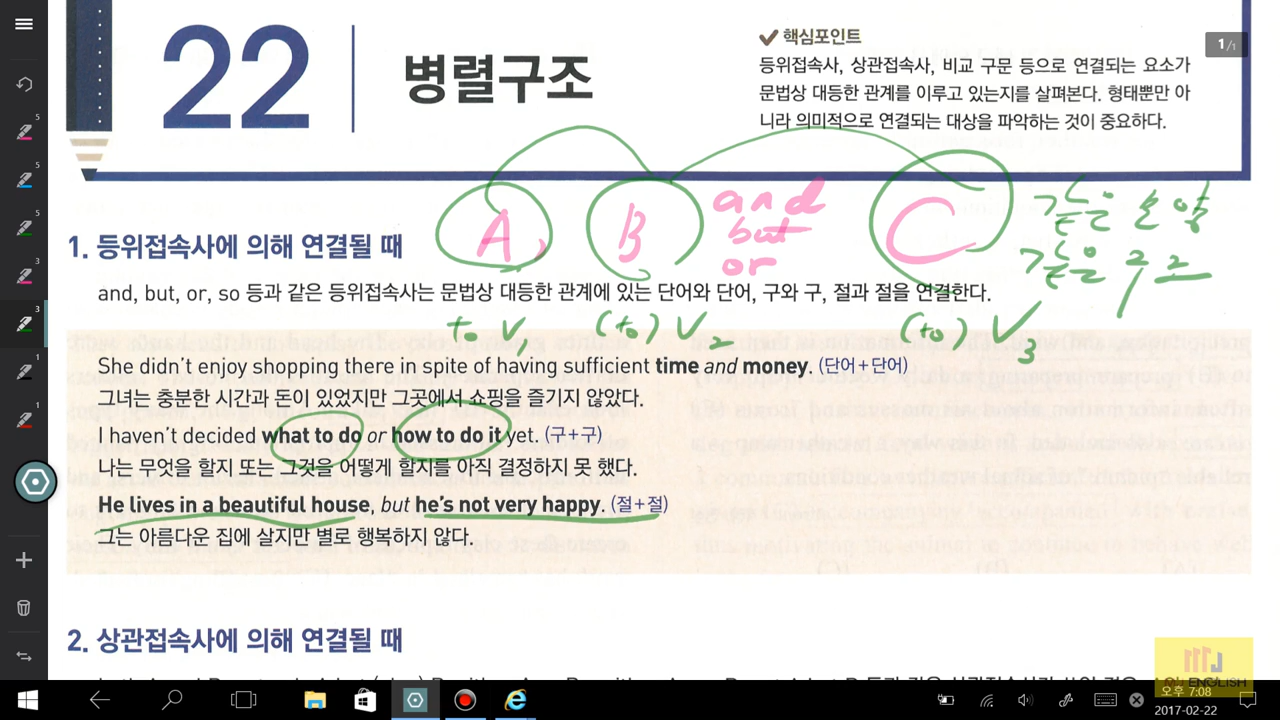 22
병렬구조
핵심포인트
등위접속사, 상관접속사, 비교 구문 등으로 연결되는 요소가
문법상 대등한 관계를 이루고 있는지를 살펴본다. 형태뿐만 아
니라 의미적으로 연결되는 대상을 파악하는 것이 중요하다.
1/1
A, B and but or C
같은 모양
같은 구조
1. 등위접속사에 의해 연결될 때
and, but, or, so 등과 같은 등위접속사는 문법상 대등한 관계에 있는 단어와 단어, 구와 구, 절과 절을 연결한다.
to V1 (to) V2 (to) V3
She didn't enjoy shopping there in spite of having sufficient time and money. (단어 + 단어)
그녀는 충분한 시간과 돈이 있었지만 그곳에서 쇼핑을 즐기지 않았다.
I haven't decided what to do or how to do it yet. (구+구)
나는 무엇을 할지 또는 그것을 어떻게 할지를 아직 결정하지 못 했다.
He lives in a beautiful house, but he's not very happy. (절+절)
그는 아름다운 집에 살지만 별로 행복하지 않다.
2. 상관접속사에 의해 연결될 때
ENGLISH
오후 7:08
2017-02-22